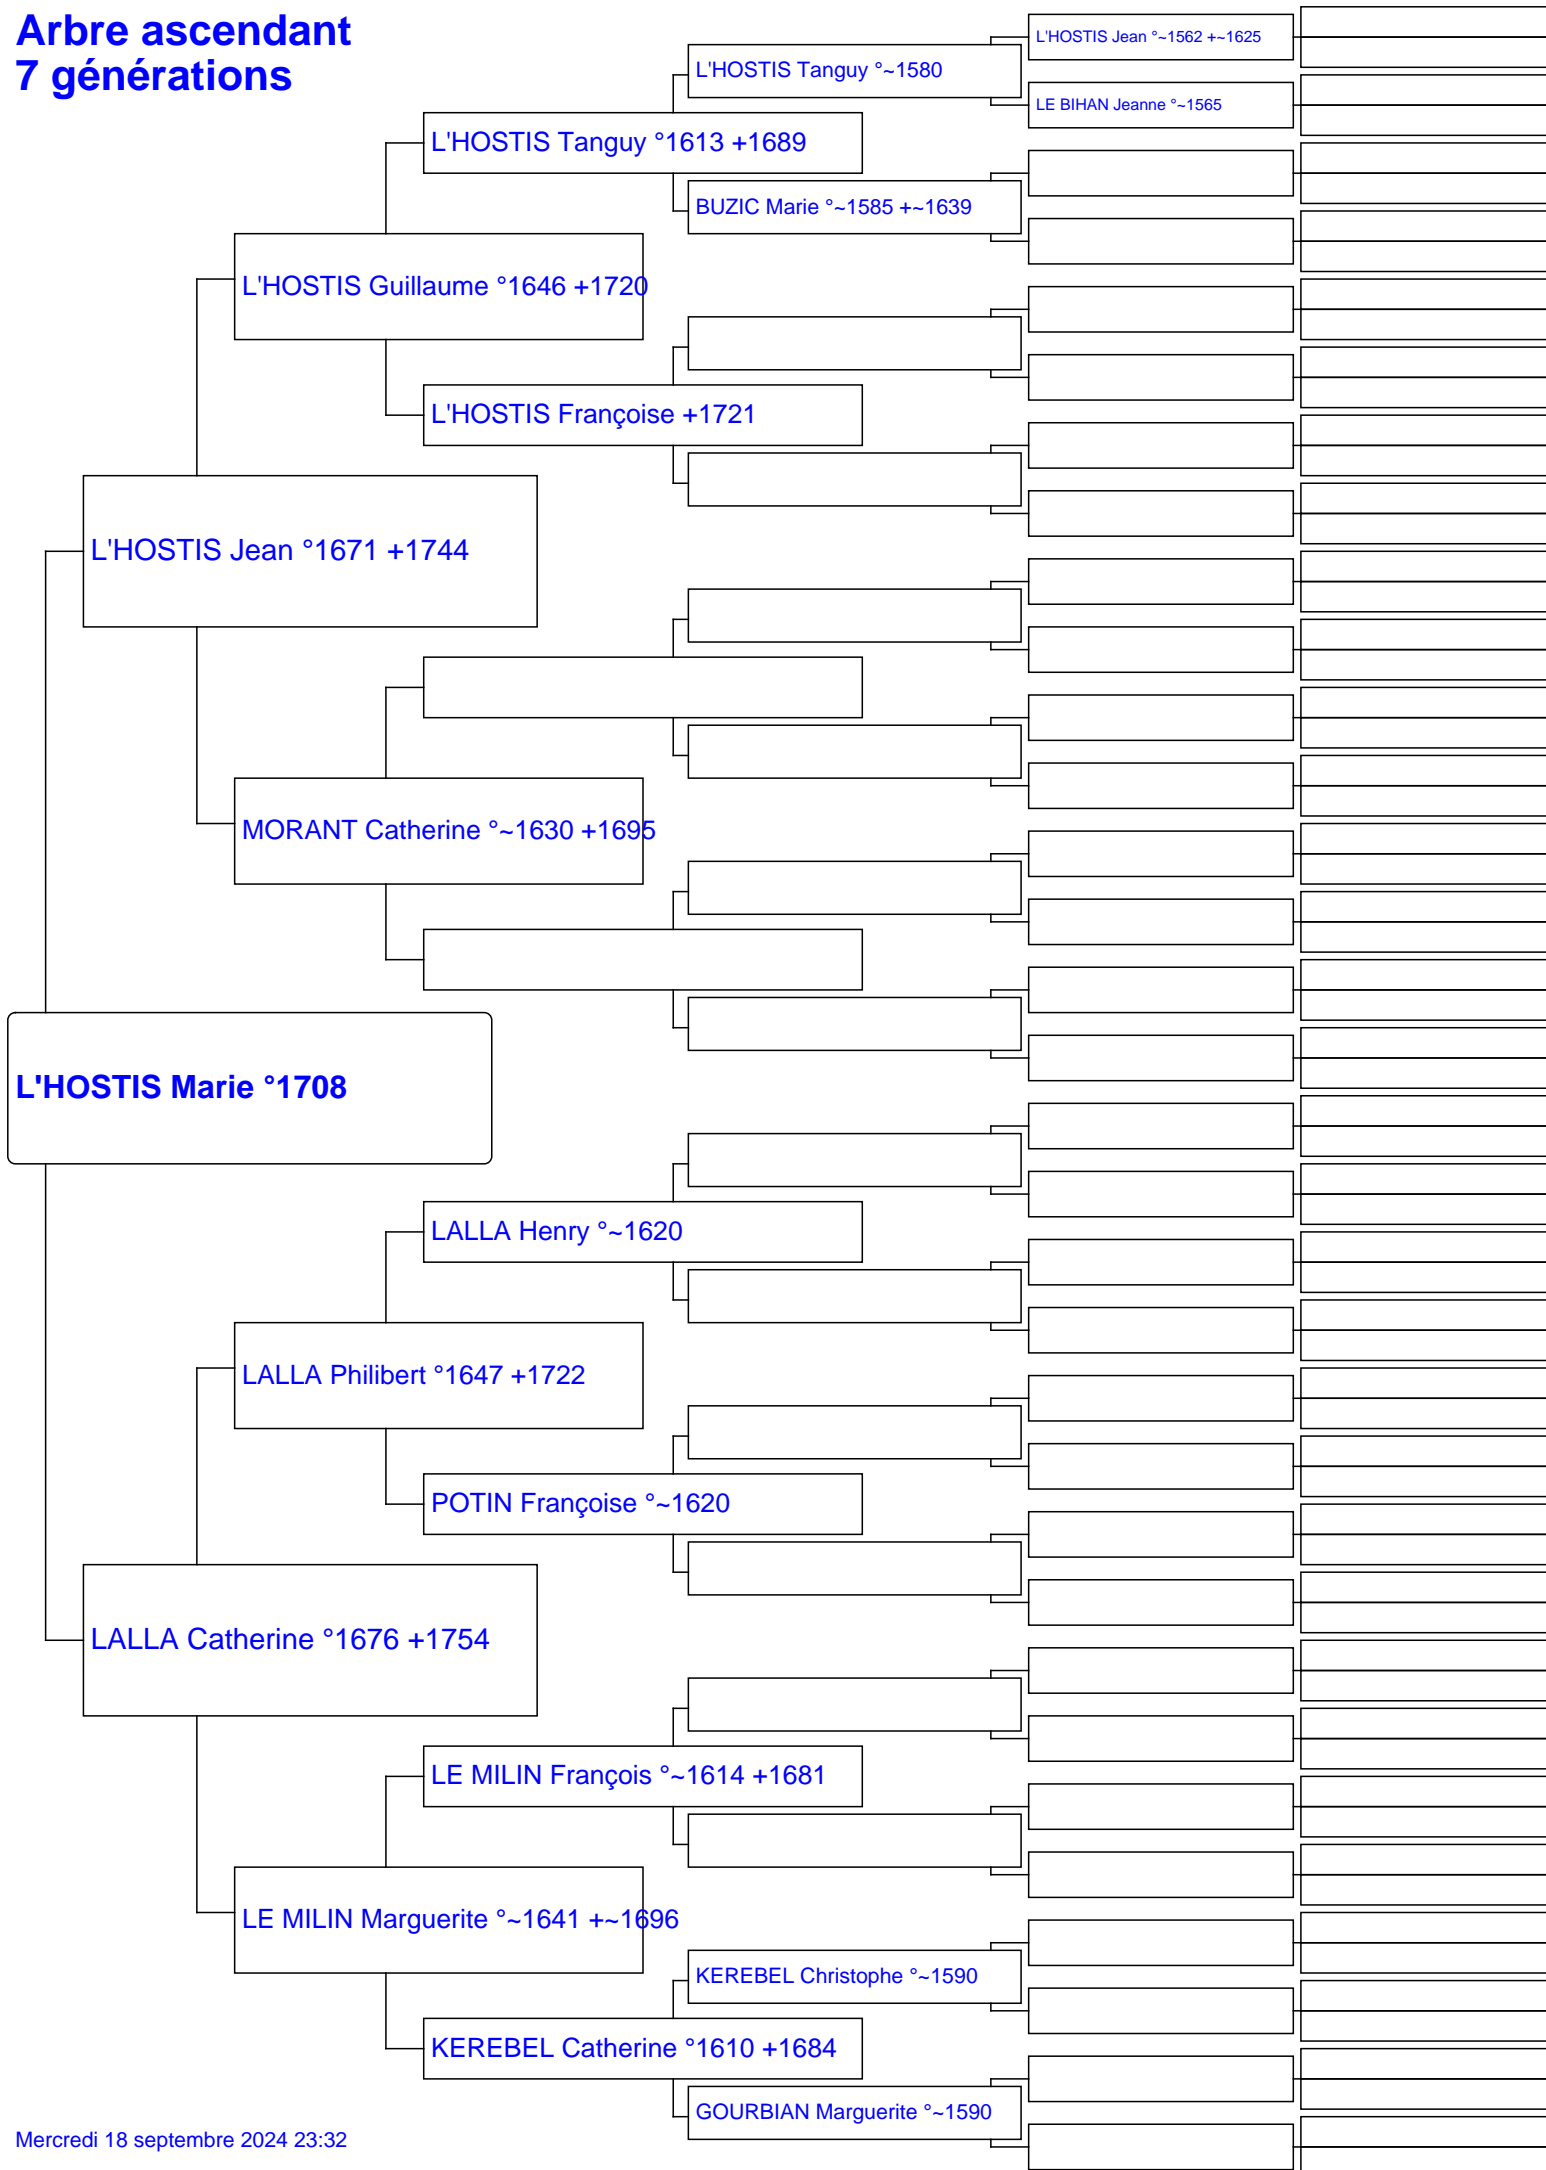 Arbre ascendant
7 générations
L'HOSTIS Jean °~1562 +~1625
L'HOSTIS Tanguy °~1580
LE BIHAN Jeanne °~1565
L'HOSTIS Tanguy °1613 +1689
BUZIC Marie °~1585 +~1639
L'HOSTIS Guillaume °1646 +1720
L'HOSTIS Françoise +1721
L'HOSTIS Jean °1671 +1744
MORANT Catherine °~1630 +1695
L'HOSTIS Marie °1708
LALLA Henry °~1620
LALLA Philibert °1647 +1722
POTIN Françoise °~1620
LALLA Catherine °1676 +1754
LE MILIN François °~1614 +1681
LE MILIN Marguerite °~1641 +~1696
KEREBEL Christophe °~1590
KEREBEL Catherine °1610 +1684
GOURBIAN Marguerite °~1590
Mercredi 18 septembre 2024 23:32